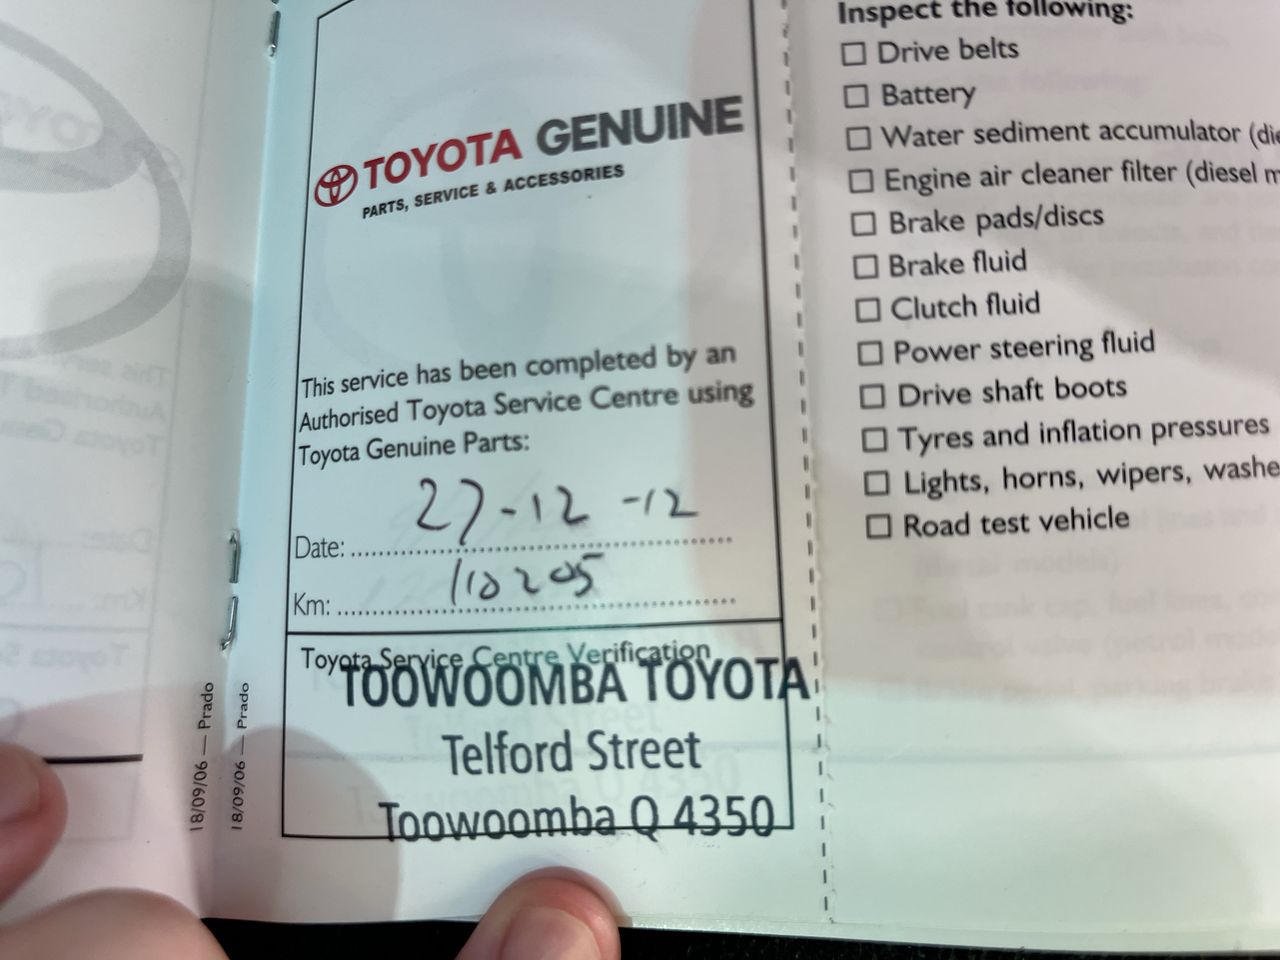 TOYOTA GENUINE
PARTS, SERVICE & ACCESSORIES
This service has been completed by an
Authorised Toyota Service Centre using
Toyota Genuine Parts:
Date: 27-12-12
Km: 110205
Toyota Service Centre Verification
TOOWOOMBA TOYOTA
Telford Street
Toowoomba Q 4350
18/09/06 — Prado
18/09/06 — Prado
Inspect the following:
Drive belts
Battery
Water sediment accumulator (die
Engine air cleaner filter (diesel m
Brake pads/discs
Brake fluid
Clutch fluid
Power steering fluid
Drive shaft boots
Tyres and inflation pressures
Lights, horns, wipers, washe
Road test vehicle